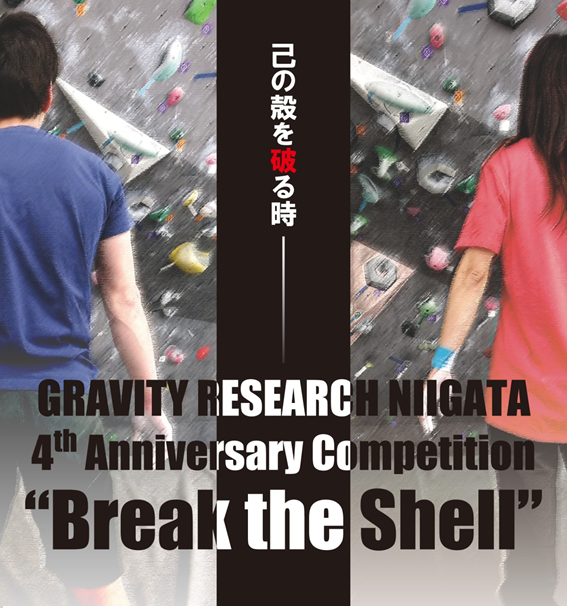 己の殻を破る時
GRAVITY RESEARCH NIIGATA
4th Anniversary Competition
“Break the Shell”